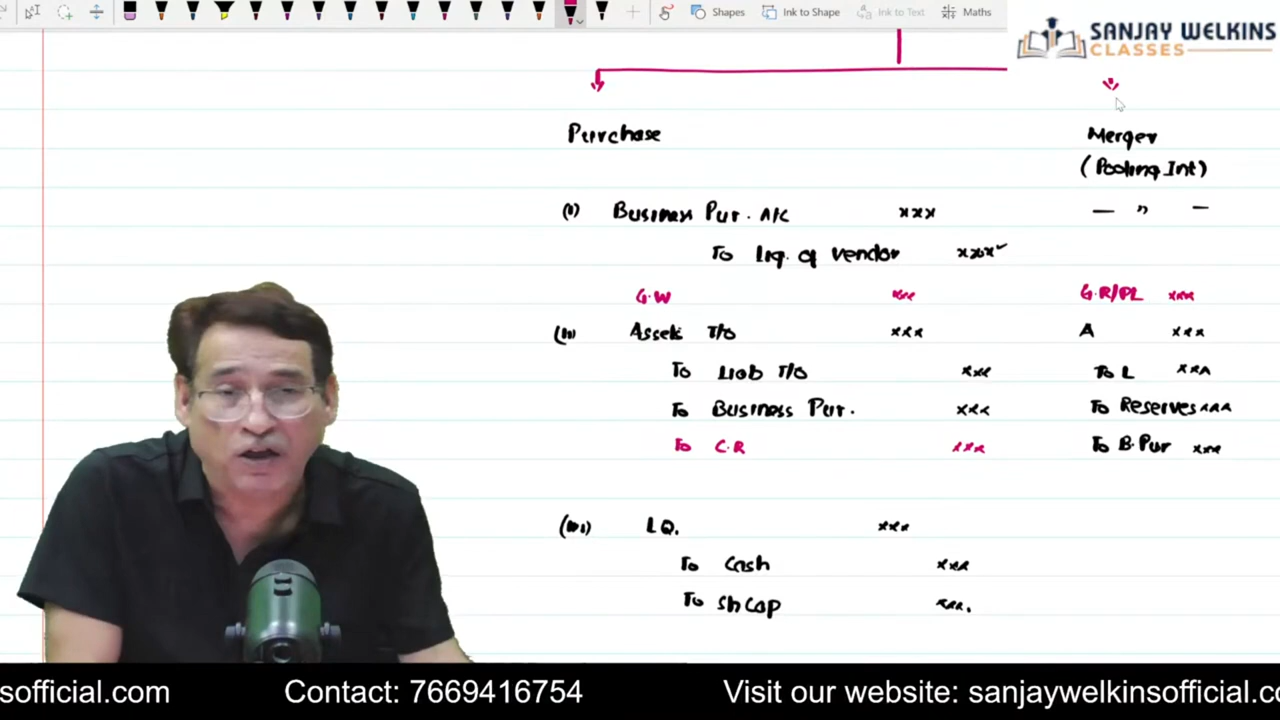 Shapes Ink to Shape Ink to Text Maths
SANJAY WELKINS
CLASSES
Purchase Merger
(Pooling Int)
(i) Business Pur. A/c xxx — " —
To Liq. of vendor xxx✓
G.W xxx G.R/PL xxx
(ii) Assets T/o xxx A xxx
To Liab T/o xxx To L xxx
To Business Pur. xxx To Reserves xxx
To C.R xxx To B.Pur xxx
(iii) LQ. xxx
To Cash xxx
To Sh Cap xxx.
sofficial.com Contact: 7669416754 Visit our website: sanjaywelkinsofficial.co